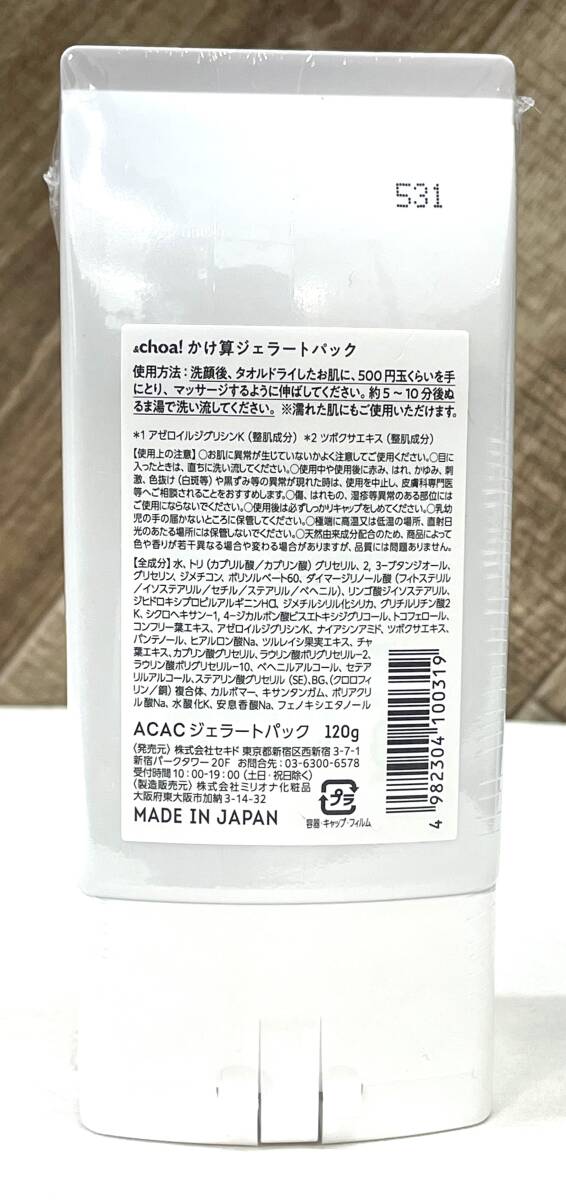 531
&choa! かけ算ジェラートパック
使用方法：洗顔後、タオルドライしたお肌に、500円玉くらいを手
にとり、マッサージするように伸ばしてください。約5～10分後ぬ
るま湯で洗い流してください。 ※濡れた肌にもご使用いただけます。
*1 アゼロイルジグリシンK（整肌成分）*2 ツボクサエキス（整肌成分）
【使用上の注意】○お肌に異常が生じていないかよく注意してご使用ください。○目に
入ったときは、直ちに洗い流してください。○使用中や使用後に赤み、はれ、かゆみ、刺
激、色抜け（白斑等）や黒ずみ等の異常が現れた時は、使用を中止し、皮膚科専門医
等へご相談されることをおすすめします。○傷、はれもの、湿疹等異常のある部位には
ご使用にならないでください。○使用後は必ずしっかりキャップをしめてください。○乳幼
児の手の届かないところに保管してください。○極端に高温又は低温の場所、直射日
光のあたる場所には保管しないでください。○天然由来成分配合のため、商品によって
色や香りが若干異なる場合や変わる場合がありますが、品質には問題ありません。
【全成分】水、トリ（カプリル酸／カプリン酸）グリセリル、2，3－ブタンジオール、
グリセリン、ジメチコン、ポリソルベート60、ダイマージリノール酸（フィトステリル
／イソステアリル／セチル／ステアリル／ベヘニル）、リンゴ酸ジイソステアリル、
ジヒドロキシプロピルアルギニンHCl、ジメチルシリル化シリカ、グリチルリチン酸2
K、シクロヘキサン-1, 4-ジカルボン酸ビスエトキシジグリコール、トコフェロール、
コンフリー葉エキス、アゼロイルジグリシンK、ナイアシンアミド、ツボクサエキス、
パンテノール、ヒアルロン酸Na、ツルレイシ果実エキス、チャ
葉エキス、カプリン酸グリセリル、ラウリン酸ポリグリセリル-2、
ラウリン酸ポリグリセリル-10、ベヘニルアルコール、セテア
リルアルコール、ステアリン酸グリセリル（SE）、BG、（クロロフィ
リン／銅）複合体、カルボマー、キサンタンガム、ポリアクリ
ル酸Na、水酸化K、安息香酸Na、フェノキシエタノール
ACAC ジェラートパック 120g
〈発売元〉株式会社セキド 東京都新宿区西新宿 3-7-1
新宿パークタワー 20F お問合先：03-6300-6578
受付時間 10：00-19：00（土日・祝日除く）
〈製造販売元〉株式会社ミリオナ化粧品
大阪府東大阪市加納 3-14-32
MADE IN JAPAN
プラ
容器・キャップ・フィルム
4 982304 100319